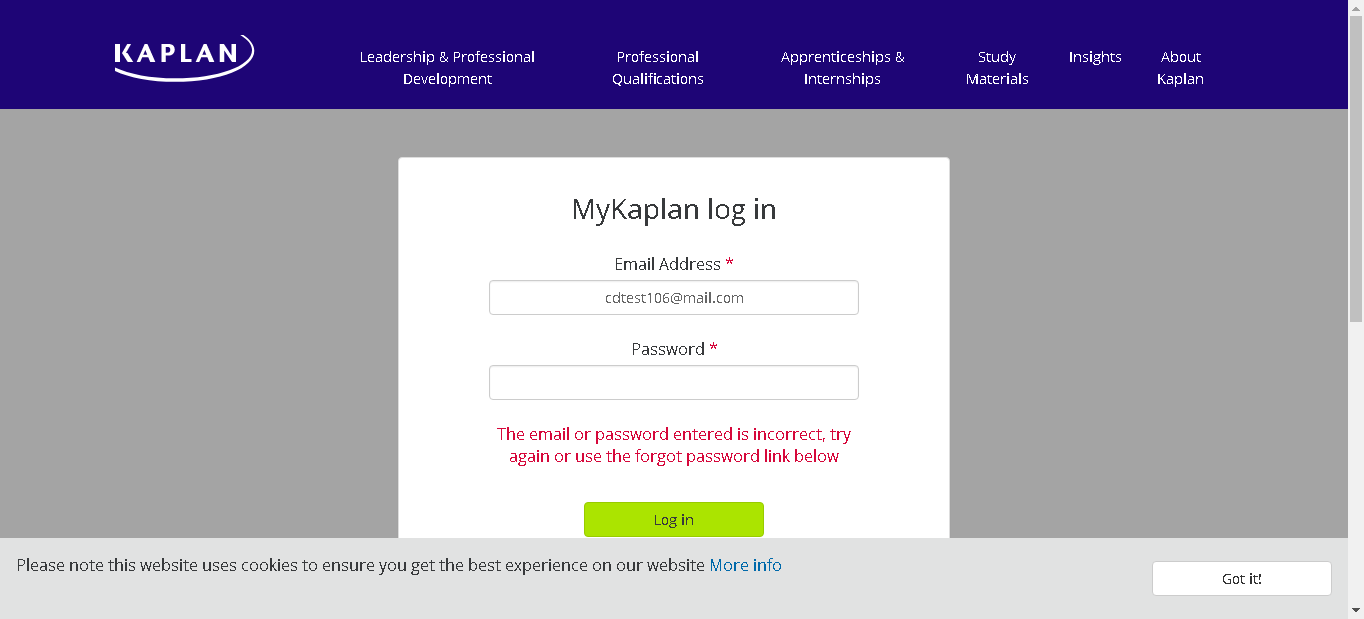 KAPLAN
Leadership & Professional
Development
Professional
Qualifications
Apprenticeships &
Internships
Study
Materials
Insights
About
Kaplan
MyKaplan log in
Email Address *
cdtest106@mail.com
Password *
The email or password entered is incorrect, try
again or use the forgot password link below
Log in
Please note this website uses cookies to ensure you get the best experience on our website More info
Got it!